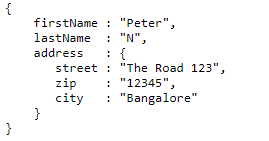 {
    firstName : "Peter",
    lastName  : "N",
    address   : {
       street : "The Road 123",
       zip    : "12345",
       city   : "Bangalore"
    }
}